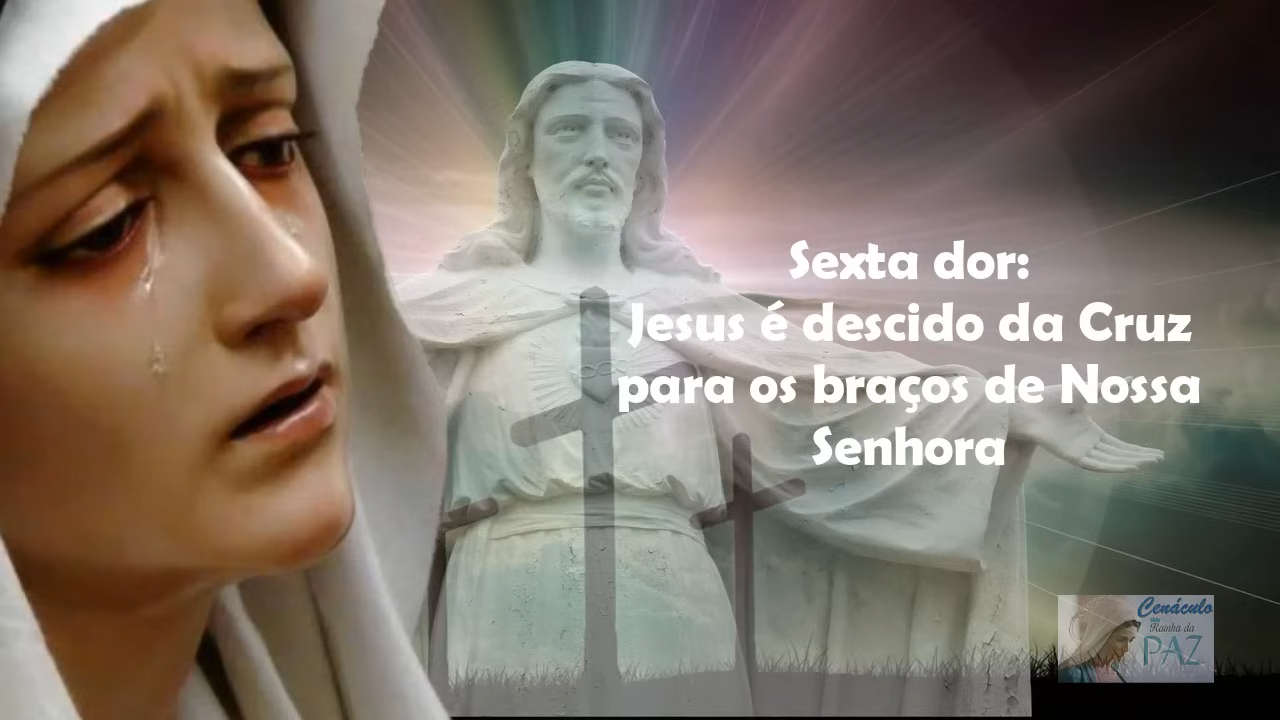 Sexta dor:
Jesus é descido da Cruz
para os braços de Nossa
Senhora
Cenáculo
Rainha da
PAZ